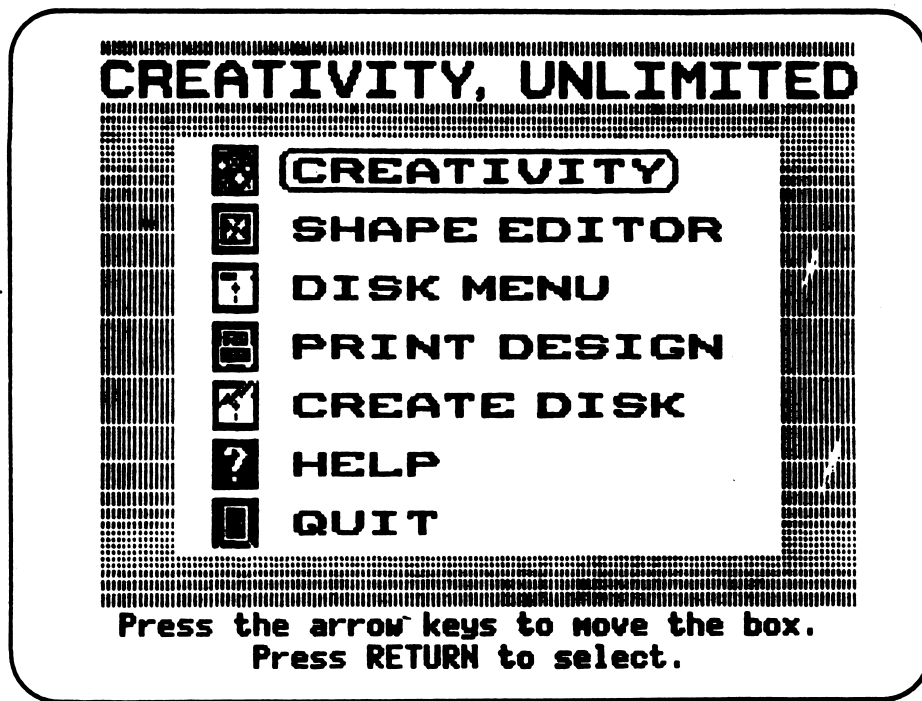 CREATIVITY, UNLIMITED
CREATIVITY
SHAPE EDITOR
DISK MENU
PRINT DESIGN
CREATE DISK
? HELP
QUIT
Press the arrow keys to move the box.
Press RETURN to select.